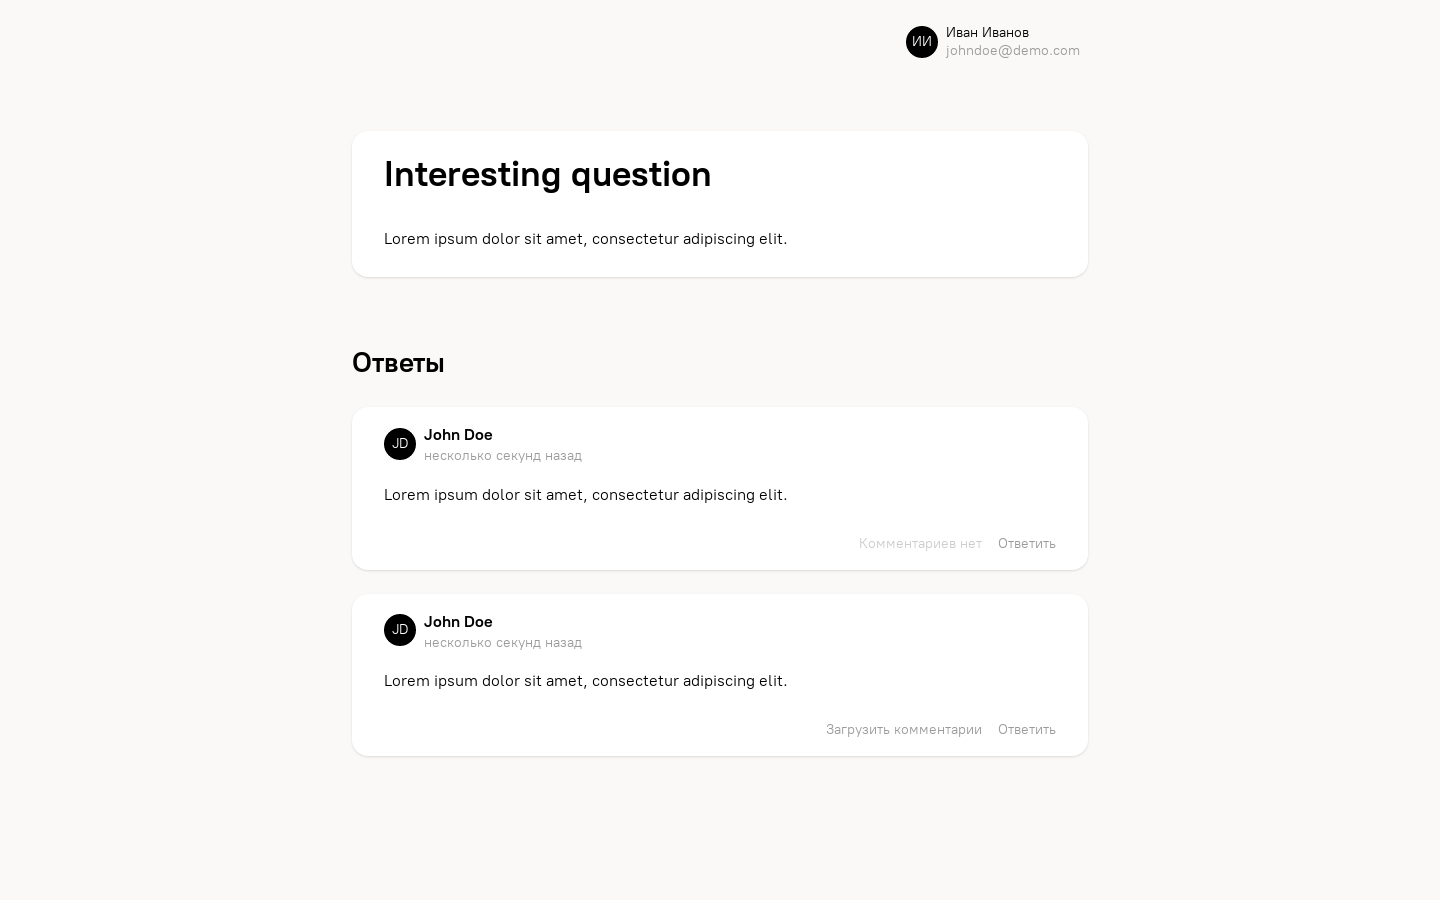 ИИ
Иван Иванов
johndoe@demo.com
Interesting question
Lorem ipsum dolor sit amet, consectetur adipiscing elit.
Ответы
JD
John Doe
несколько секунд назад
Lorem ipsum dolor sit amet, consectetur adipiscing elit.
Комментариев нет Ответить
JD
John Doe
несколько секунд назад
Lorem ipsum dolor sit amet, consectetur adipiscing elit.
Загрузить комментарии Ответить